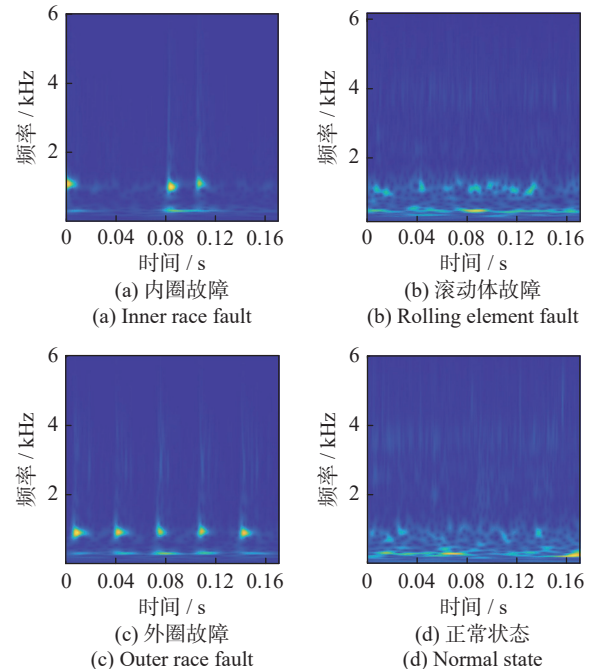 6
4
2
频率 / kHz
0 0.04 0.08 0.12 0.16
时间 / s
(a) 内圈故障
(a) Inner race fault
6
4
2
频率 / kHz
0 0.04 0.08 0.12 0.16
时间 / s
(b) 滚动体故障
(b) Rolling element fault
6
4
2
频率 / kHz
0 0.04 0.08 0.12 0.16
时间 / s
(c) 外圈故障
(c) Outer race fault
6
4
2
频率 / kHz
0 0.04 0.08 0.12 0.16
时间 / s
(d) 正常状态
(d) Normal state